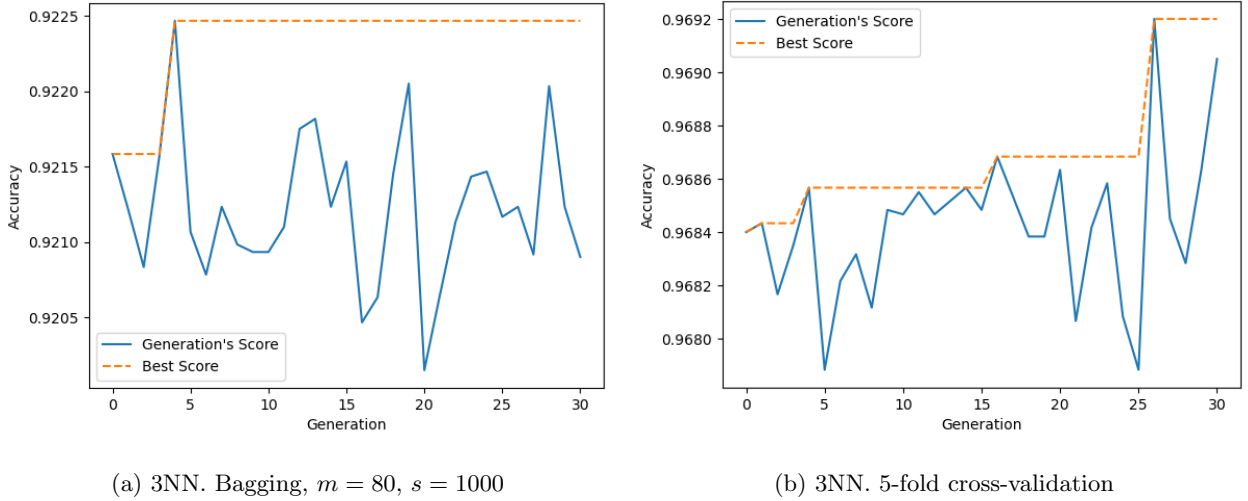 0.9225
0.9220
0.9215
0.9210
0.9205
Accuracy
Generation's Score
Best Score
0 5 10 15 20 25 30
Generation
(a) 3NN. Bagging, m = 80, s = 1000
0.9692
0.9690
0.9688
0.9686
0.9684
0.9682
0.9680
Accuracy
Generation's Score
Best Score
0 5 10 15 20 25 30
Generation
(b) 3NN. 5-fold cross-validation